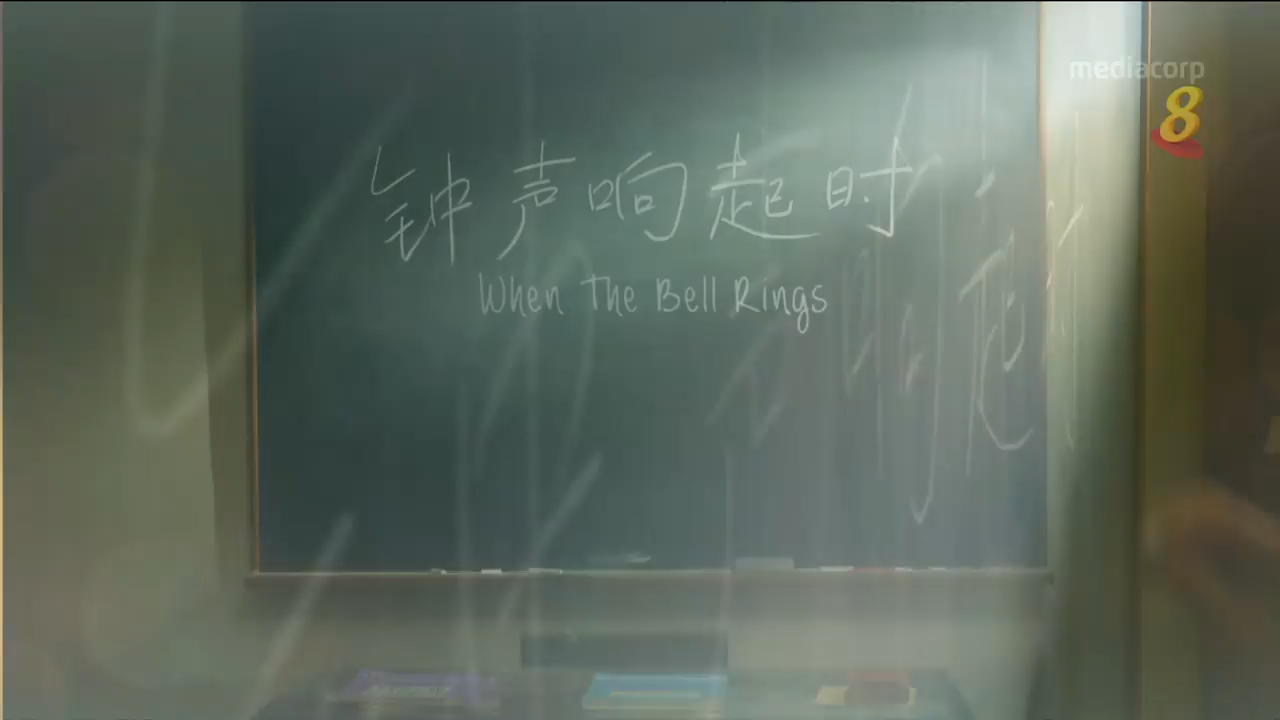 mediacorp
8
钟声响起时
When The Bell Rings